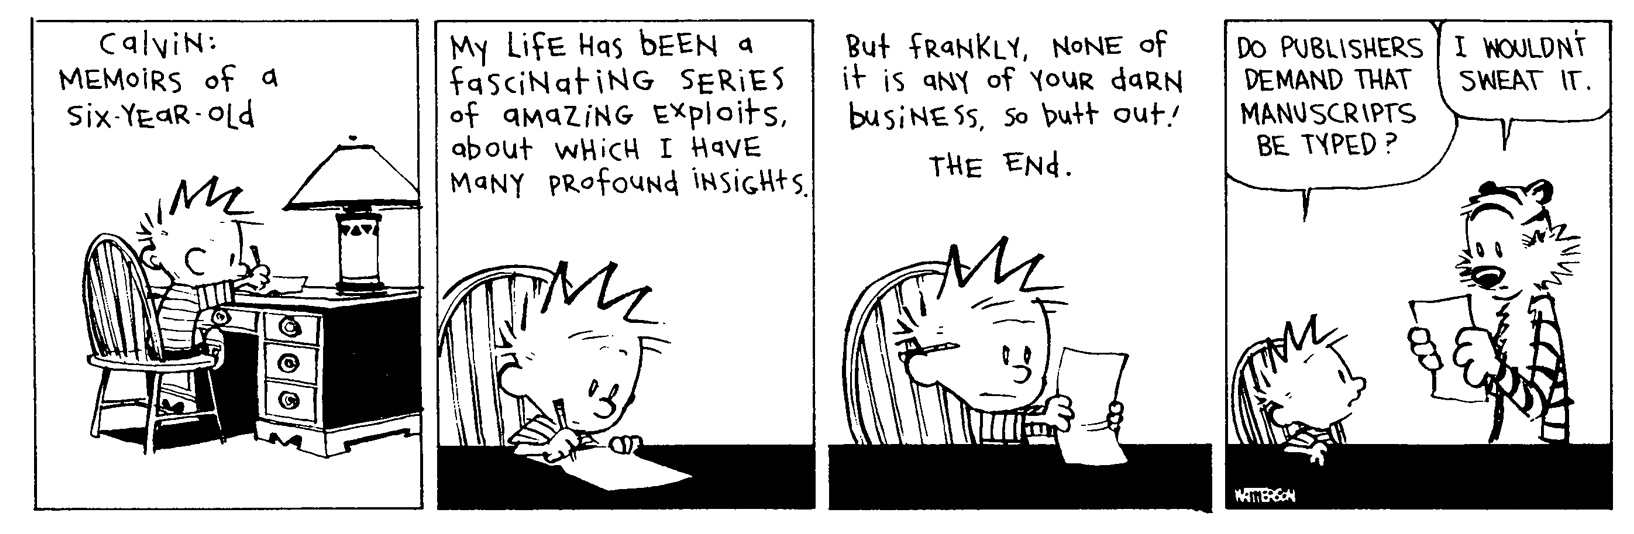 Calvin:
MEMoirs of a
six-YEaR-old
My Life Has bEEN a
fasciNatiNG SERiES
of amaZiNG Exploits,
about wHicH I HaVE
MaNY pRofound iNSigHts.
But fRaNKLY, NoNE of
it is aNY of YouR daRN
busiNESS, so butt out!
THE ENd.
DO PUBLISHERS
DEMAND THAT
MANUSCRIPTS
BE TYPED?
I WOULDN'T
SWEAT IT.
WATTERSON